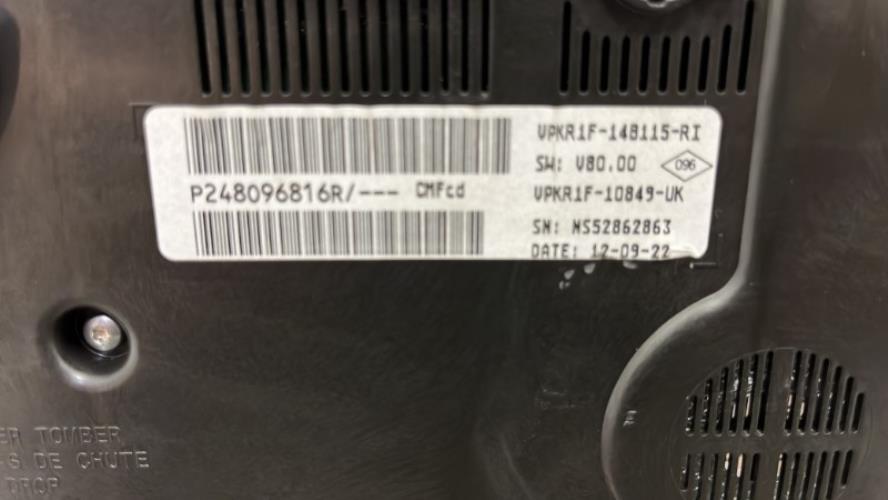 VPKR1F-148115-RI
SW: V80.00
096
P248096816R/--- CMFcd
VPKR1F-10849-UK
SN: NS52862863
DATE: 12-09-22
TOMBER
DE CHUTE
DROP